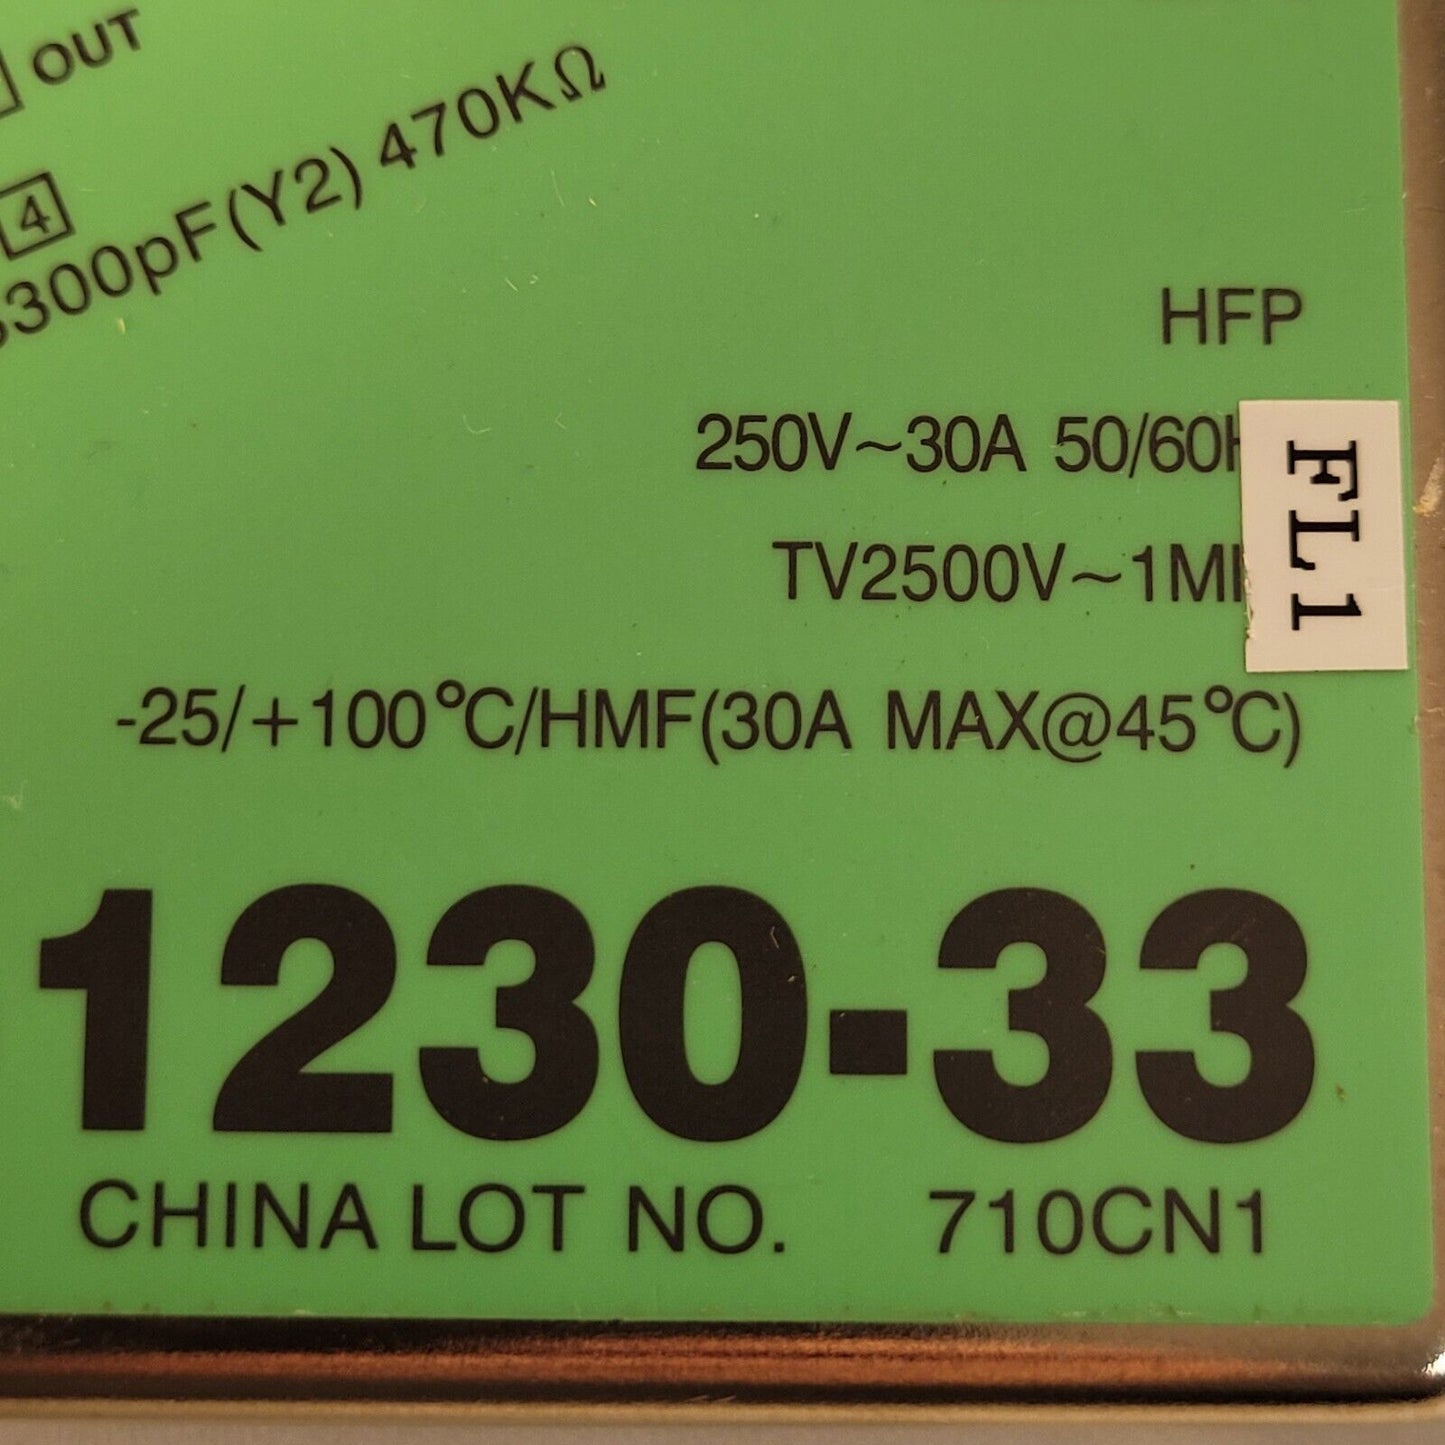 OUT
4
3300pF(Y2) 470KΩ
HFP
250V~30A 50/60H
FL1
TV2500V~1MI
-25/+100°C/HMF(30A MAX@45°C)
1230-33
CHINA LOT NO. 710CN1